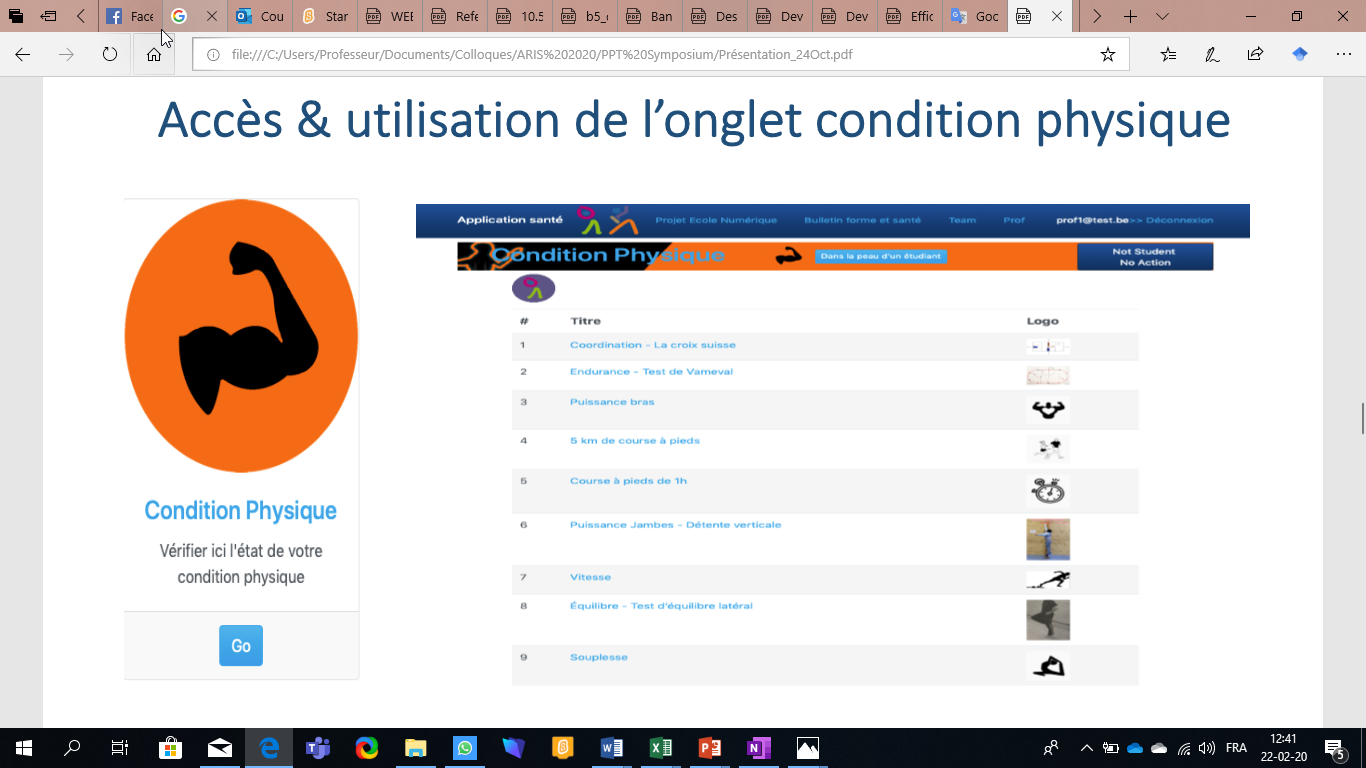 Face
Cou
Star
WEE
Refe
10.5
b5_(
Ban
Des
Dev
Dev
Effic
Goc
file:///C:/Users/Professeur/Documents/Colloques/ARIS%202020/PPT%20Symposium/Présentation_24Oct.pdf
Accès & utilisation de l’onglet condition physique
Condition Physique
Vérifier ici l'état de votre
condition physique
Go
Application santé Projet Ecole Numérique Bulletin forme et santé Team Prof prof1@test.be>> Déconnexion
Condition Physique Dans la peau d'un étudiant Not Student
No Action
# Titre Logo
1 Coordination - La croix suisse
2 Endurance - Test de Vameval
3 Puissance bras
4 5 km de course à pieds
5 Course à pieds de 1h
6 Puissance Jambes - Détente verticale
7 Vitesse
8 Équilibre - Test d'équilibre latéral
9 Souplesse
FRA
12:41
22-02-20
5